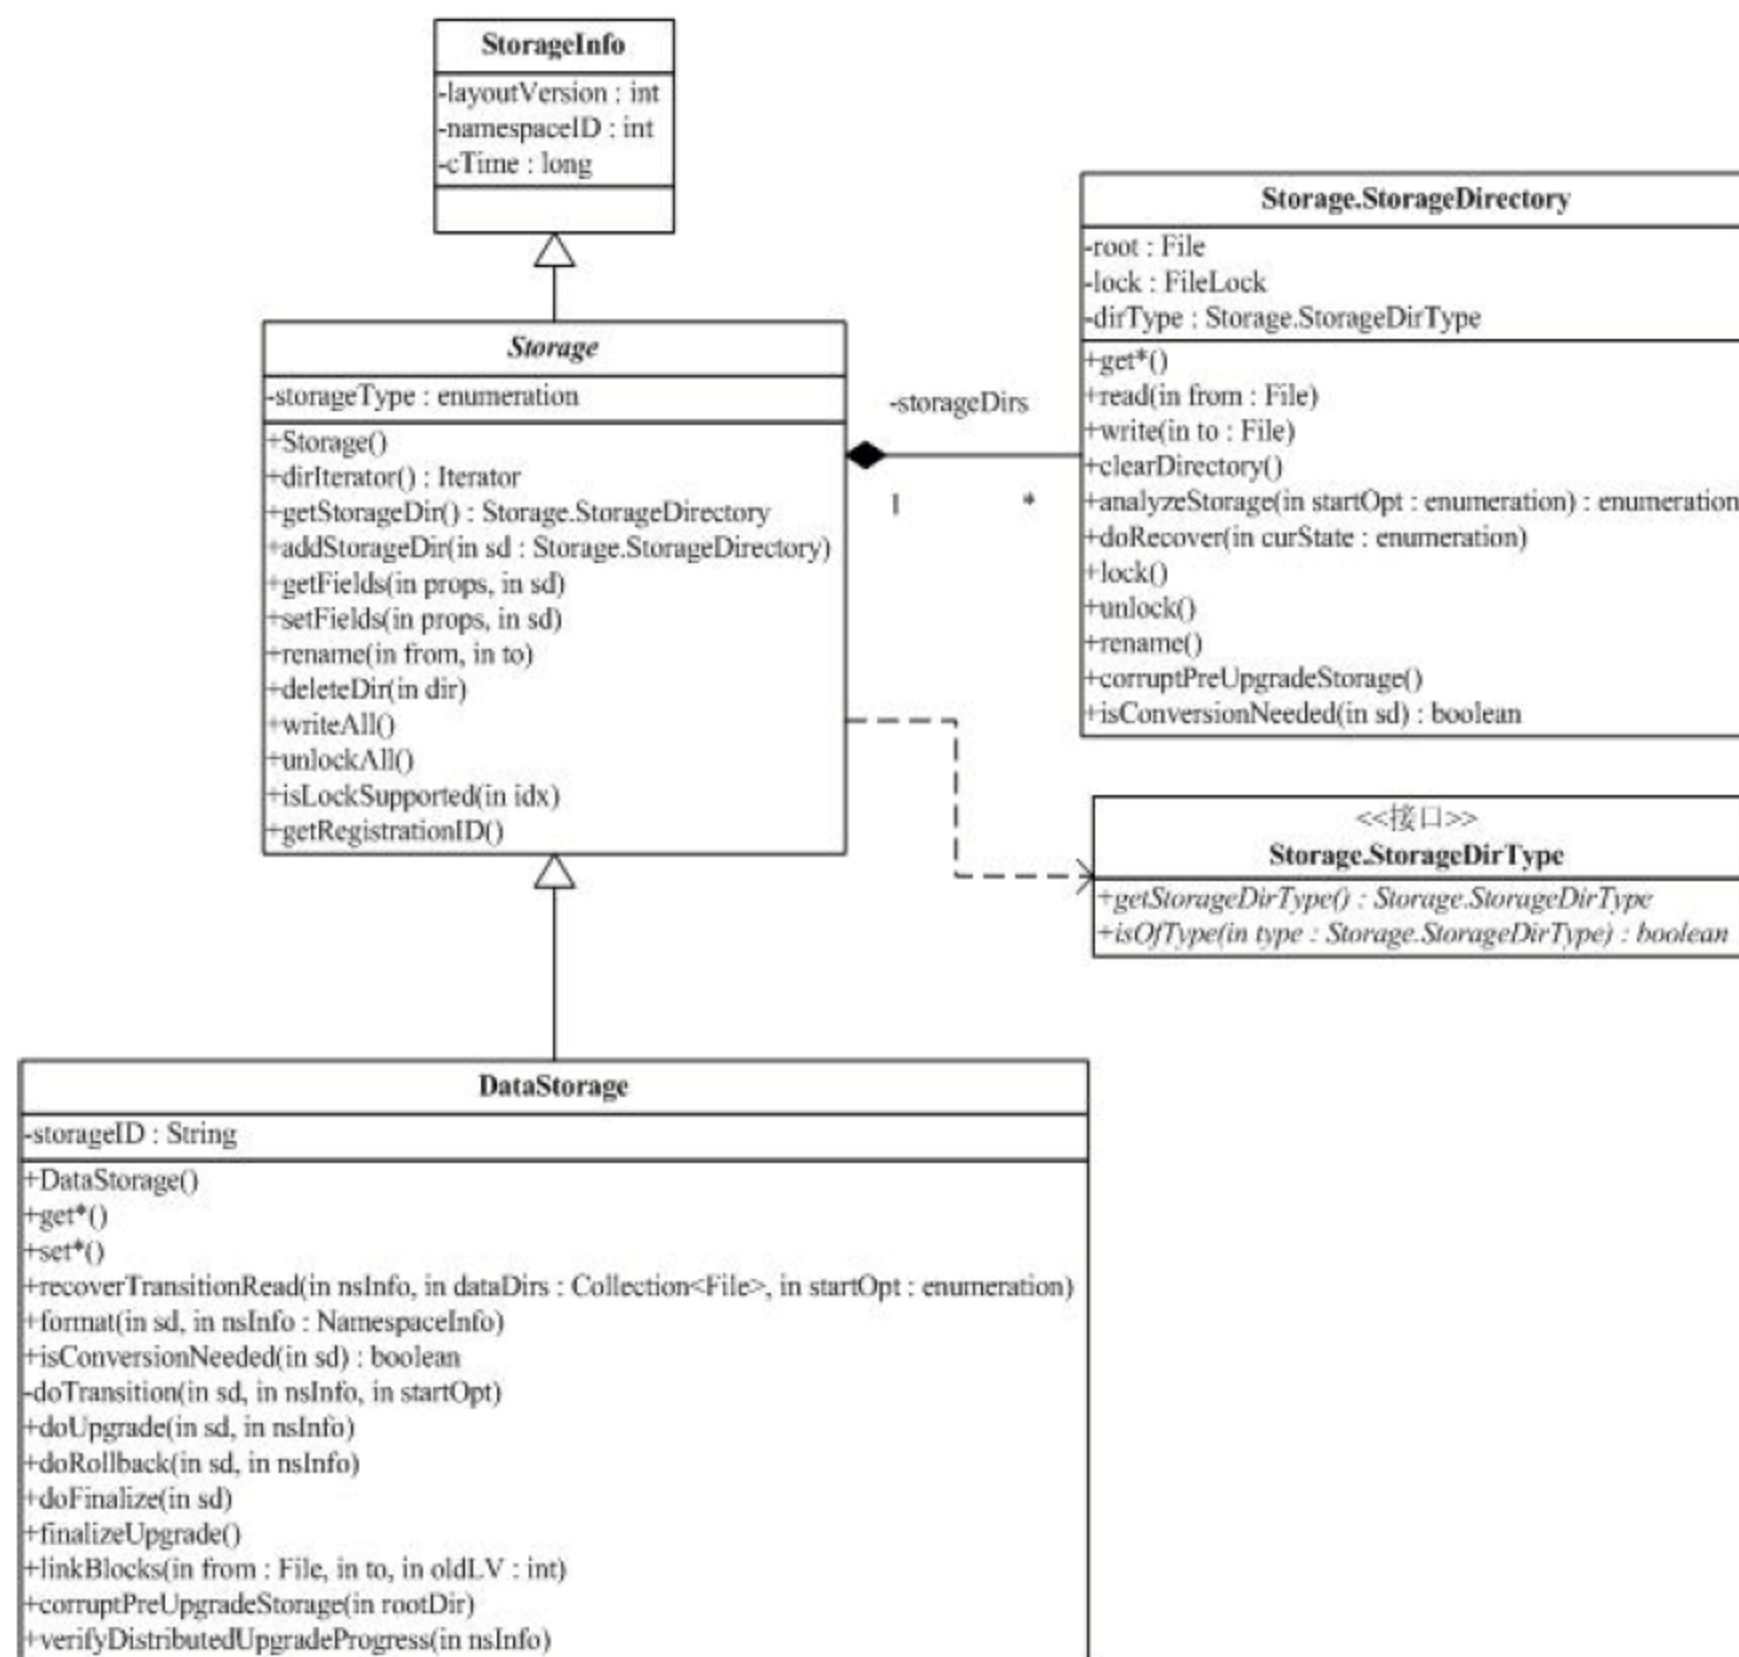 StorageInfo
-layoutVersion : int
-namespaceID : int
-cTime : long
Storage
-storageType : enumeration
+Storage()
+dirIterator() : Iterator
+getStorageDir() : Storage.StorageDirectory
+addStorageDir(in sd : Storage.StorageDirectory)
+getFields(in props, in sd)
+setFields(in props, in sd)
+rename(in from, in to)
+deleteDir(in dir)
+writeAll()
+unlockAll()
+isLockSupported(in idx)
+getRegistrationID()
-storageDirs
1
*
Storage.StorageDirectory
-root : File
-lock : FileLock
-dirType : Storage.StorageDirType
+get*()
+read(in from : File)
+write(in to : File)
+clearDirectory()
+analyzeStorage(in startOpt : enumeration) : enumeration
+doRecover(in curState : enumeration)
+lock()
+unlock()
+rename()
+corruptPreUpgradeStorage()
+isConversionNeeded(in sd) : boolean
<<接口>>
Storage.StorageDirType
+getStorageDirType() : Storage.StorageDirType
+isOfType(in type : Storage.StorageDirType) : boolean
DataStorage
-storageID : String
+DataStorage()
+get*()
+set*()
+recoverTransitionRead(in nsInfo, in dataDirs : Collection<File>, in startOpt : enumeration)
+format(in sd, in nsInfo : NamespaceInfo)
+isConversionNeeded(in sd) : boolean
-doTransition(in sd, in nsInfo, in startOpt)
+doUpgrade(in sd, in nsInfo)
+doRollback(in sd, in nsInfo)
+doFinalize(in sd)
+finalizeUpgrade()
+linkBlocks(in from : File, in to, in oldLV : int)
+corruptPreUpgradeStorage(in rootDir)
+verifyDistributedUpgradeProgress(in nsInfo)